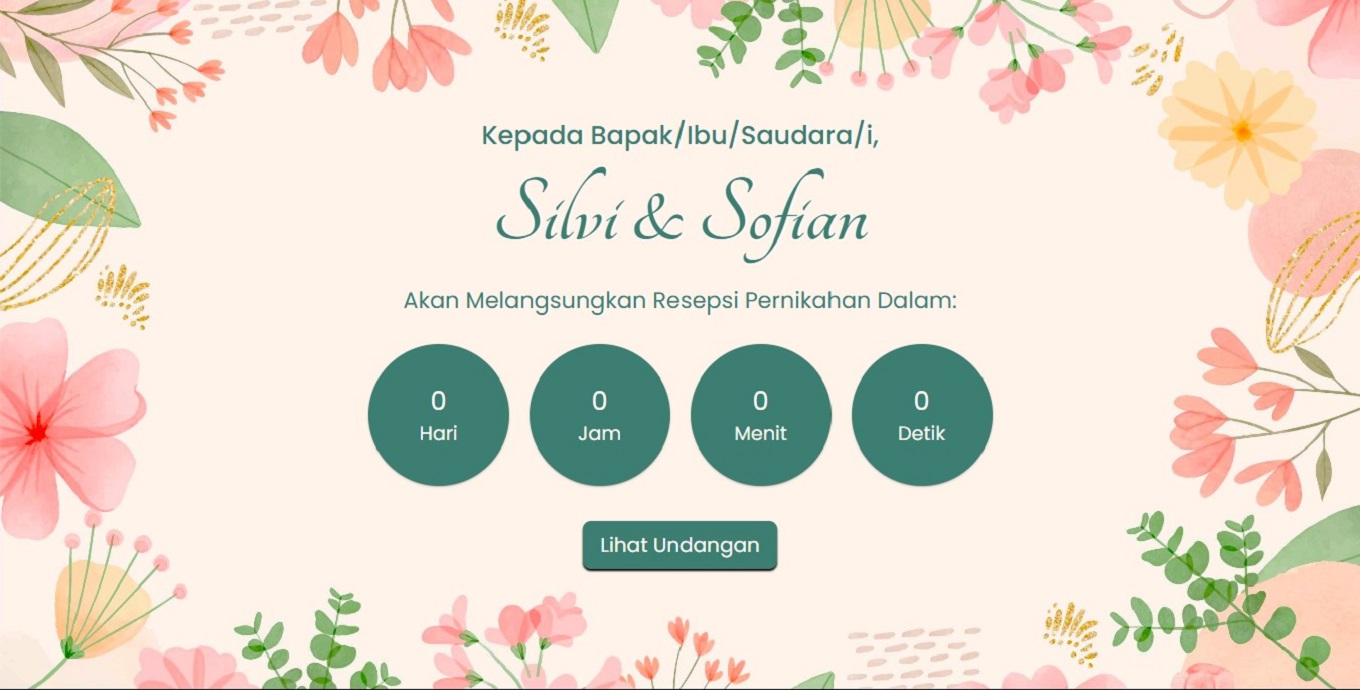 Kepada Bapak/Ibu/Saudara/i,
Silvi & Sofian
Akan Melangsungkan Resepsi Pernikahan Dalam:
0 0 0 0
Hari Jam Menit Detik
Lihat Undangan